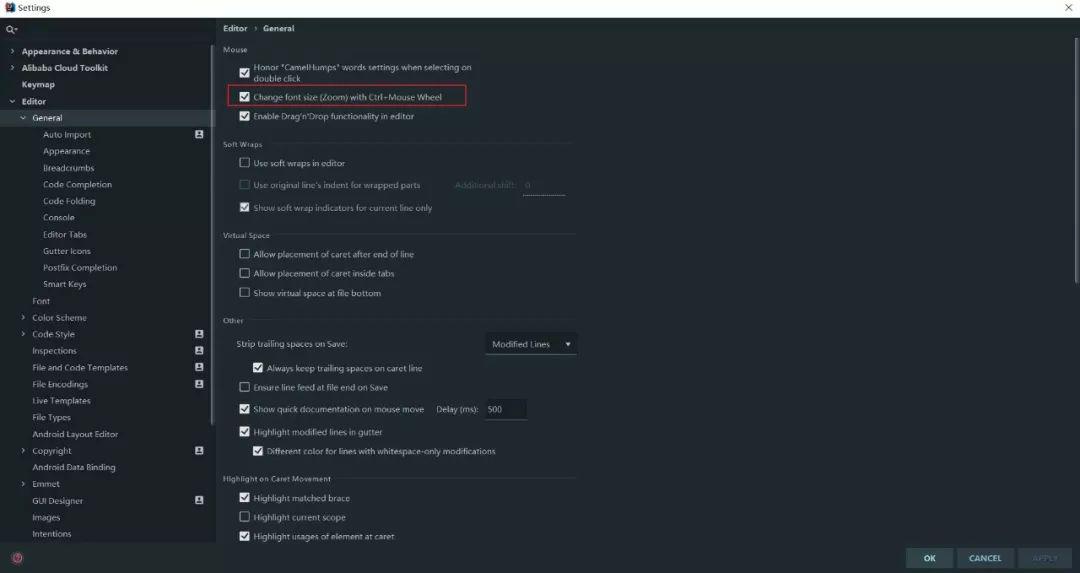 Settings
Appearance & Behavior
Alibaba Cloud Toolkit
Keymap
Editor
General
Auto Import
Appearance
Breadcrumbs
Code Completion
Code Folding
Console
Editor Tabs
Gutter Icons
Postfix Completion
Smart Keys
Font
Color Scheme
Code Style
Inspections
File and Code Templates
File Encodings
Live Templates
File Types
Android Layout Editor
Copyright
Android Data Binding
Emmet
GUI Designer
Images
Intentions
Editor › General
Mouse
Honor "CamelHumps" words settings when selecting on
double click
Change font size (Zoom) with Ctrl+Mouse Wheel
Enable Drag'n'Drop functionality in editor
Soft Wraps
Use soft wraps in editor
Use original line's indent for wrapped parts Additional shift: 0
Show soft wrap indicators for current line only
Virtual Space
Allow placement of caret after end of line
Allow placement of caret inside tabs
Show virtual space at file bottom
Other
Strip trailing spaces on Save: Modified Lines
Always keep trailing spaces on caret line
Ensure line feed at file end on Save
Show quick documentation on mouse move Delay (ms): 500
Highlight modified lines in gutter
Different color for lines with whitespace-only modifications
Highlight on Caret Movement
Highlight matched brace
Highlight current scope
Highlight usages of element at caret
OK CANCEL APPLY